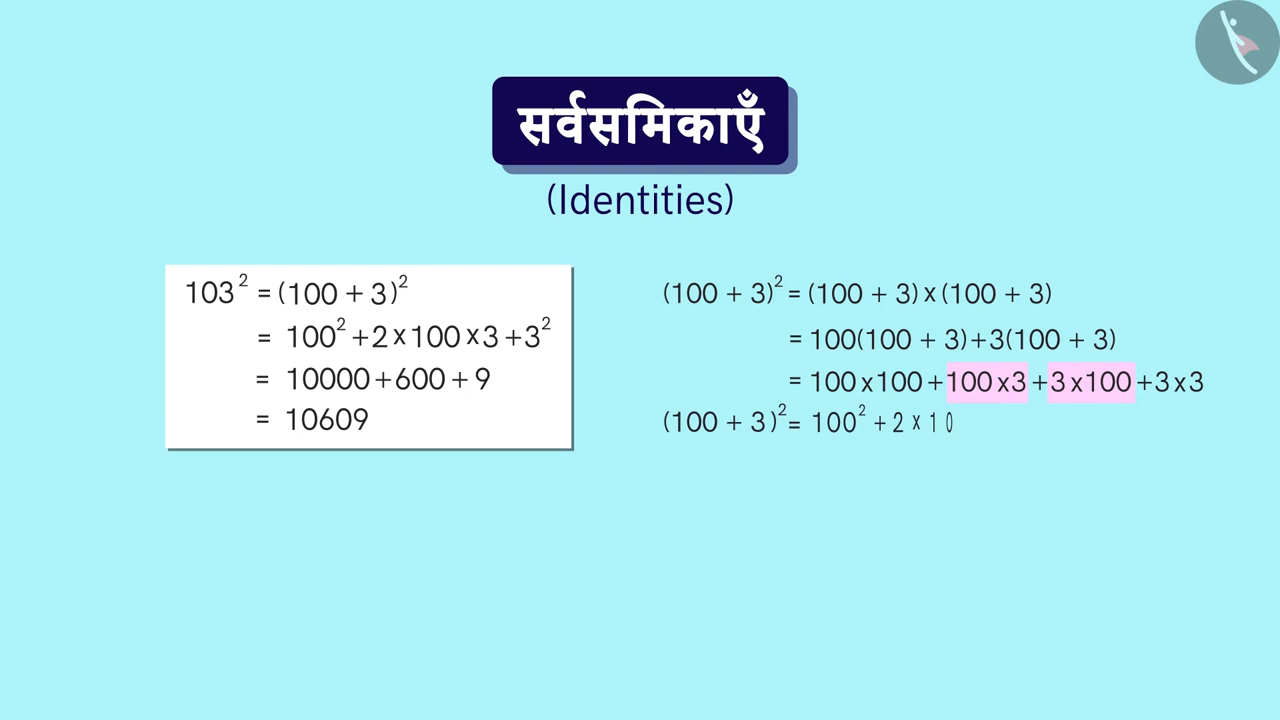 सर्वसमिकाएँ
(Identities)
103² = (100 + 3)²
= 100² + 2 x 100 x 3 + 3²
= 10000 + 600 + 9
= 10609
(100 + 3)² = (100 + 3) x (100 + 3)
= 100(100 + 3) + 3(100 + 3)
= 100 x 100 + 100 x 3 + 3 x 100 + 3 x 3
(100 + 3)² = 100² + 2 x 1 0